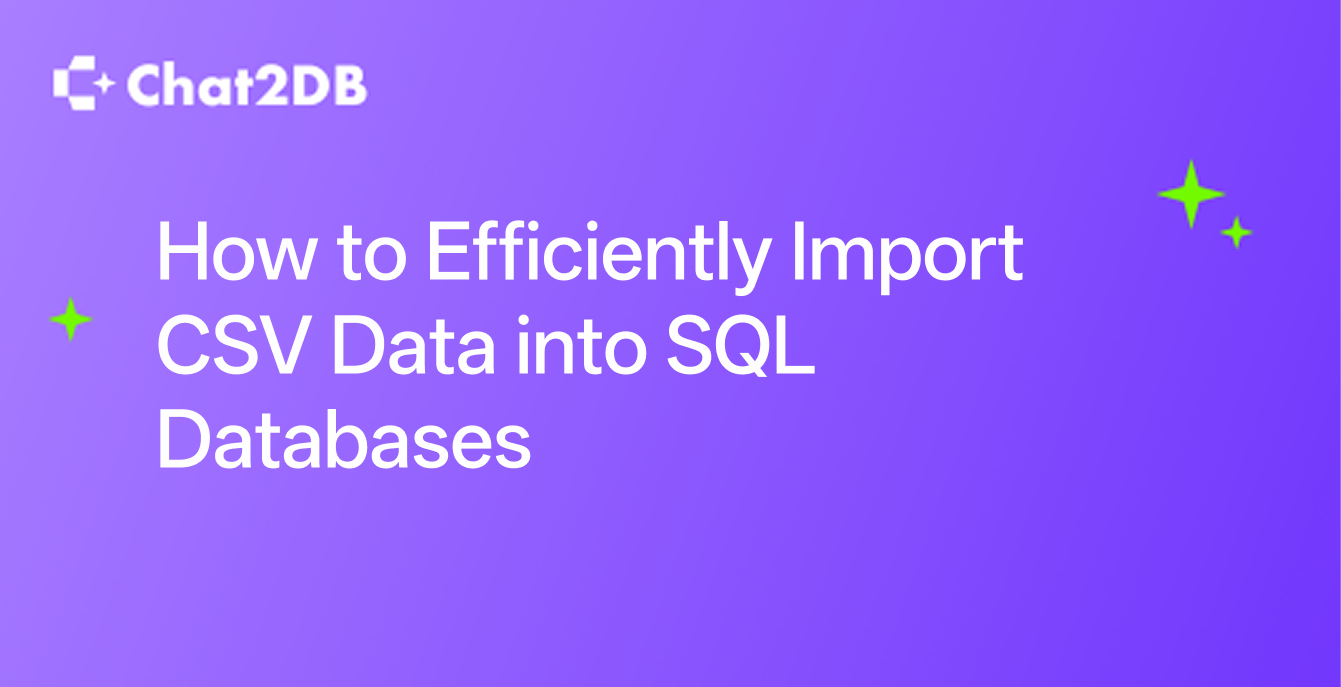 Chat2DB
How to Efficiently Import
CSV Data into SQL
Databases